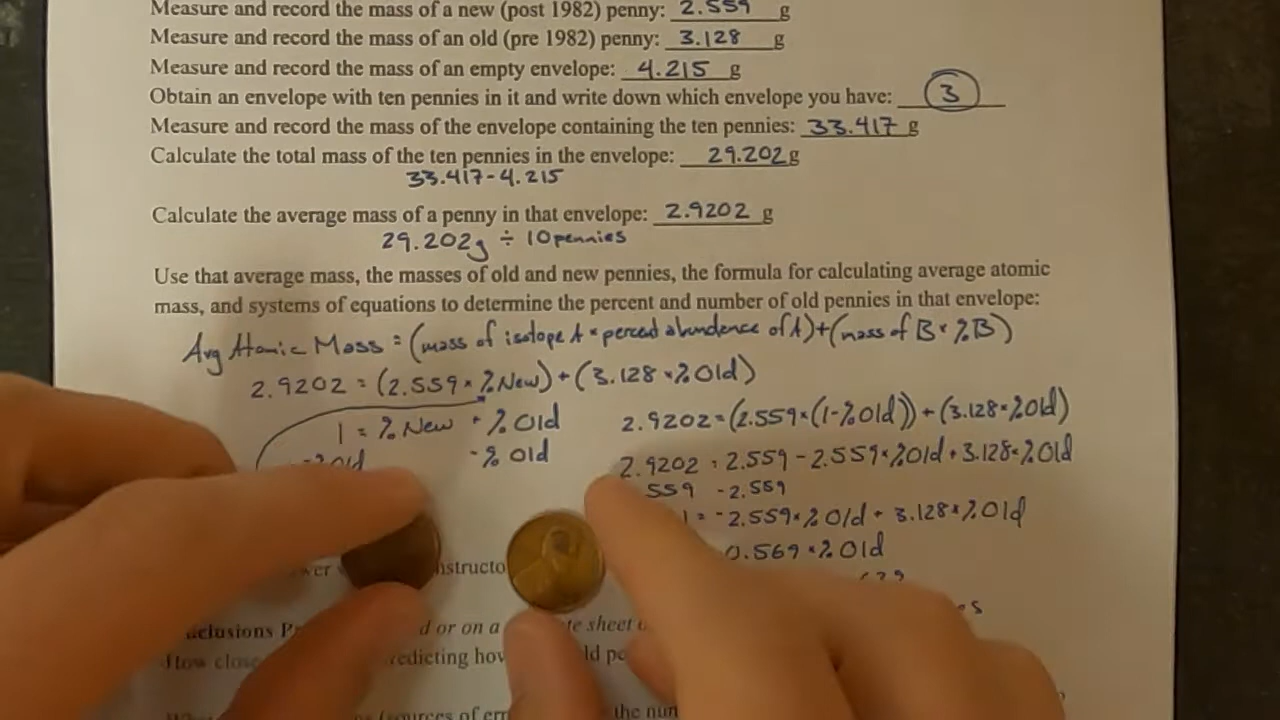 Measure and record the mass of a new (post 1982) penny: 2.559 g
Measure and record the mass of an old (pre 1982) penny: 3.128 g
Measure and record the mass of an empty envelope: 4.215 g
Obtain an envelope with ten pennies in it and write down which envelope you have: 3
Measure and record the mass of the envelope containing the ten pennies: 33.417 g
Calculate the total mass of the ten pennies in the envelope: 29.202 g
33.417-4.215
Calculate the average mass of a penny in that envelope: 2.9202 g
29.202g ÷ 10pennies
Use that average mass, the masses of old and new pennies, the formula for calculating average atomic
mass, and systems of equations to determine the percent and number of old pennies in that envelope:
Avg Atomic Mass = (mass of isotope A × percent abundance of A) + (mass of B × %B)
2.9202 = (2.559 × % New) + (3.128 × % Old)
1 = % New + % Old
-% Old -% Old
2.9202 = (2.559 × (1-% Old)) + (3.128 × % Old)
2.9202 = 2.559 - 2.559 × % Old + 3.128 × % Old
559 -2.559
= -2.559 × % Old + 3.128 × % Old
0.569 × % Old